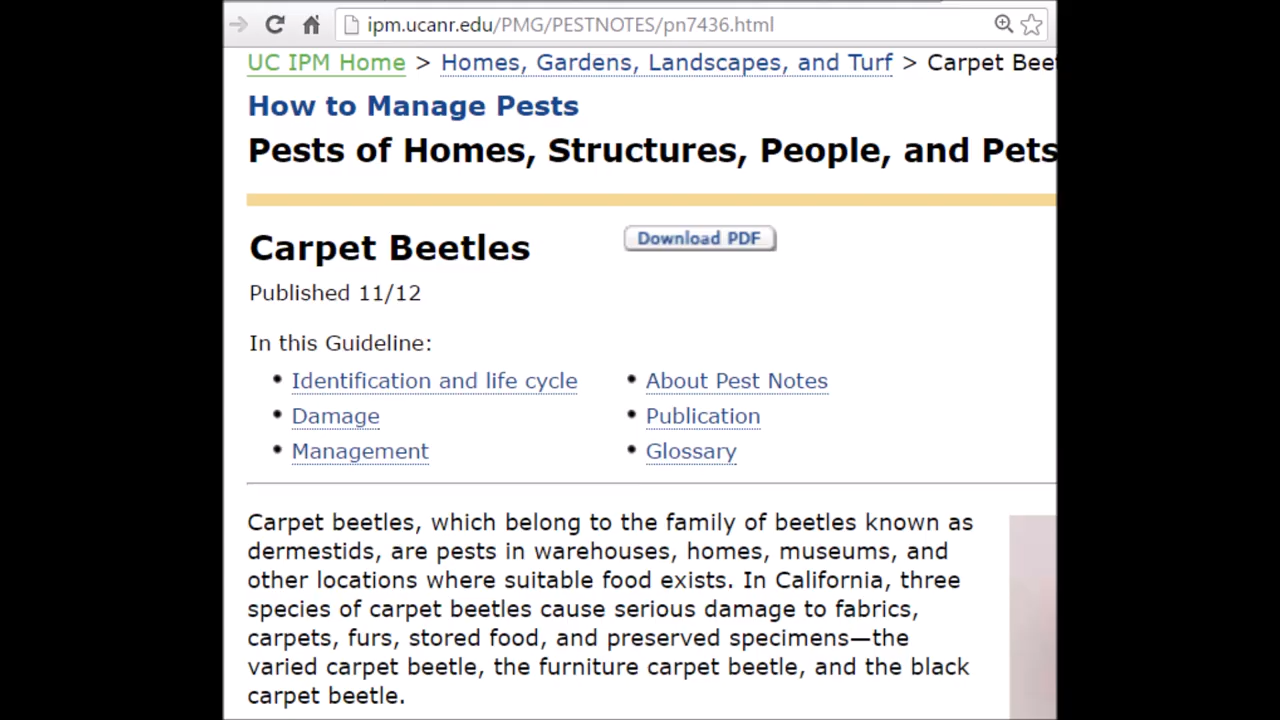 ipm.ucanr.edu/PMG/PESTNOTES/pn7436.html
UC IPM Home > Homes, Gardens, Landscapes, and Turf > Carpet Bee
How to Manage Pests
Pests of Homes, Structures, People, and Pets
Carpet Beetles
Download PDF
Published 11/12
In this Guideline:
• Identification and life cycle
• Damage
• Management
• About Pest Notes
• Publication
• Glossary
Carpet beetles, which belong to the family of beetles known as
dermestids, are pests in warehouses, homes, museums, and
other locations where suitable food exists. In California, three
species of carpet beetles cause serious damage to fabrics,
carpets, furs, stored food, and preserved specimens—the
varied carpet beetle, the furniture carpet beetle, and the black
carpet beetle.